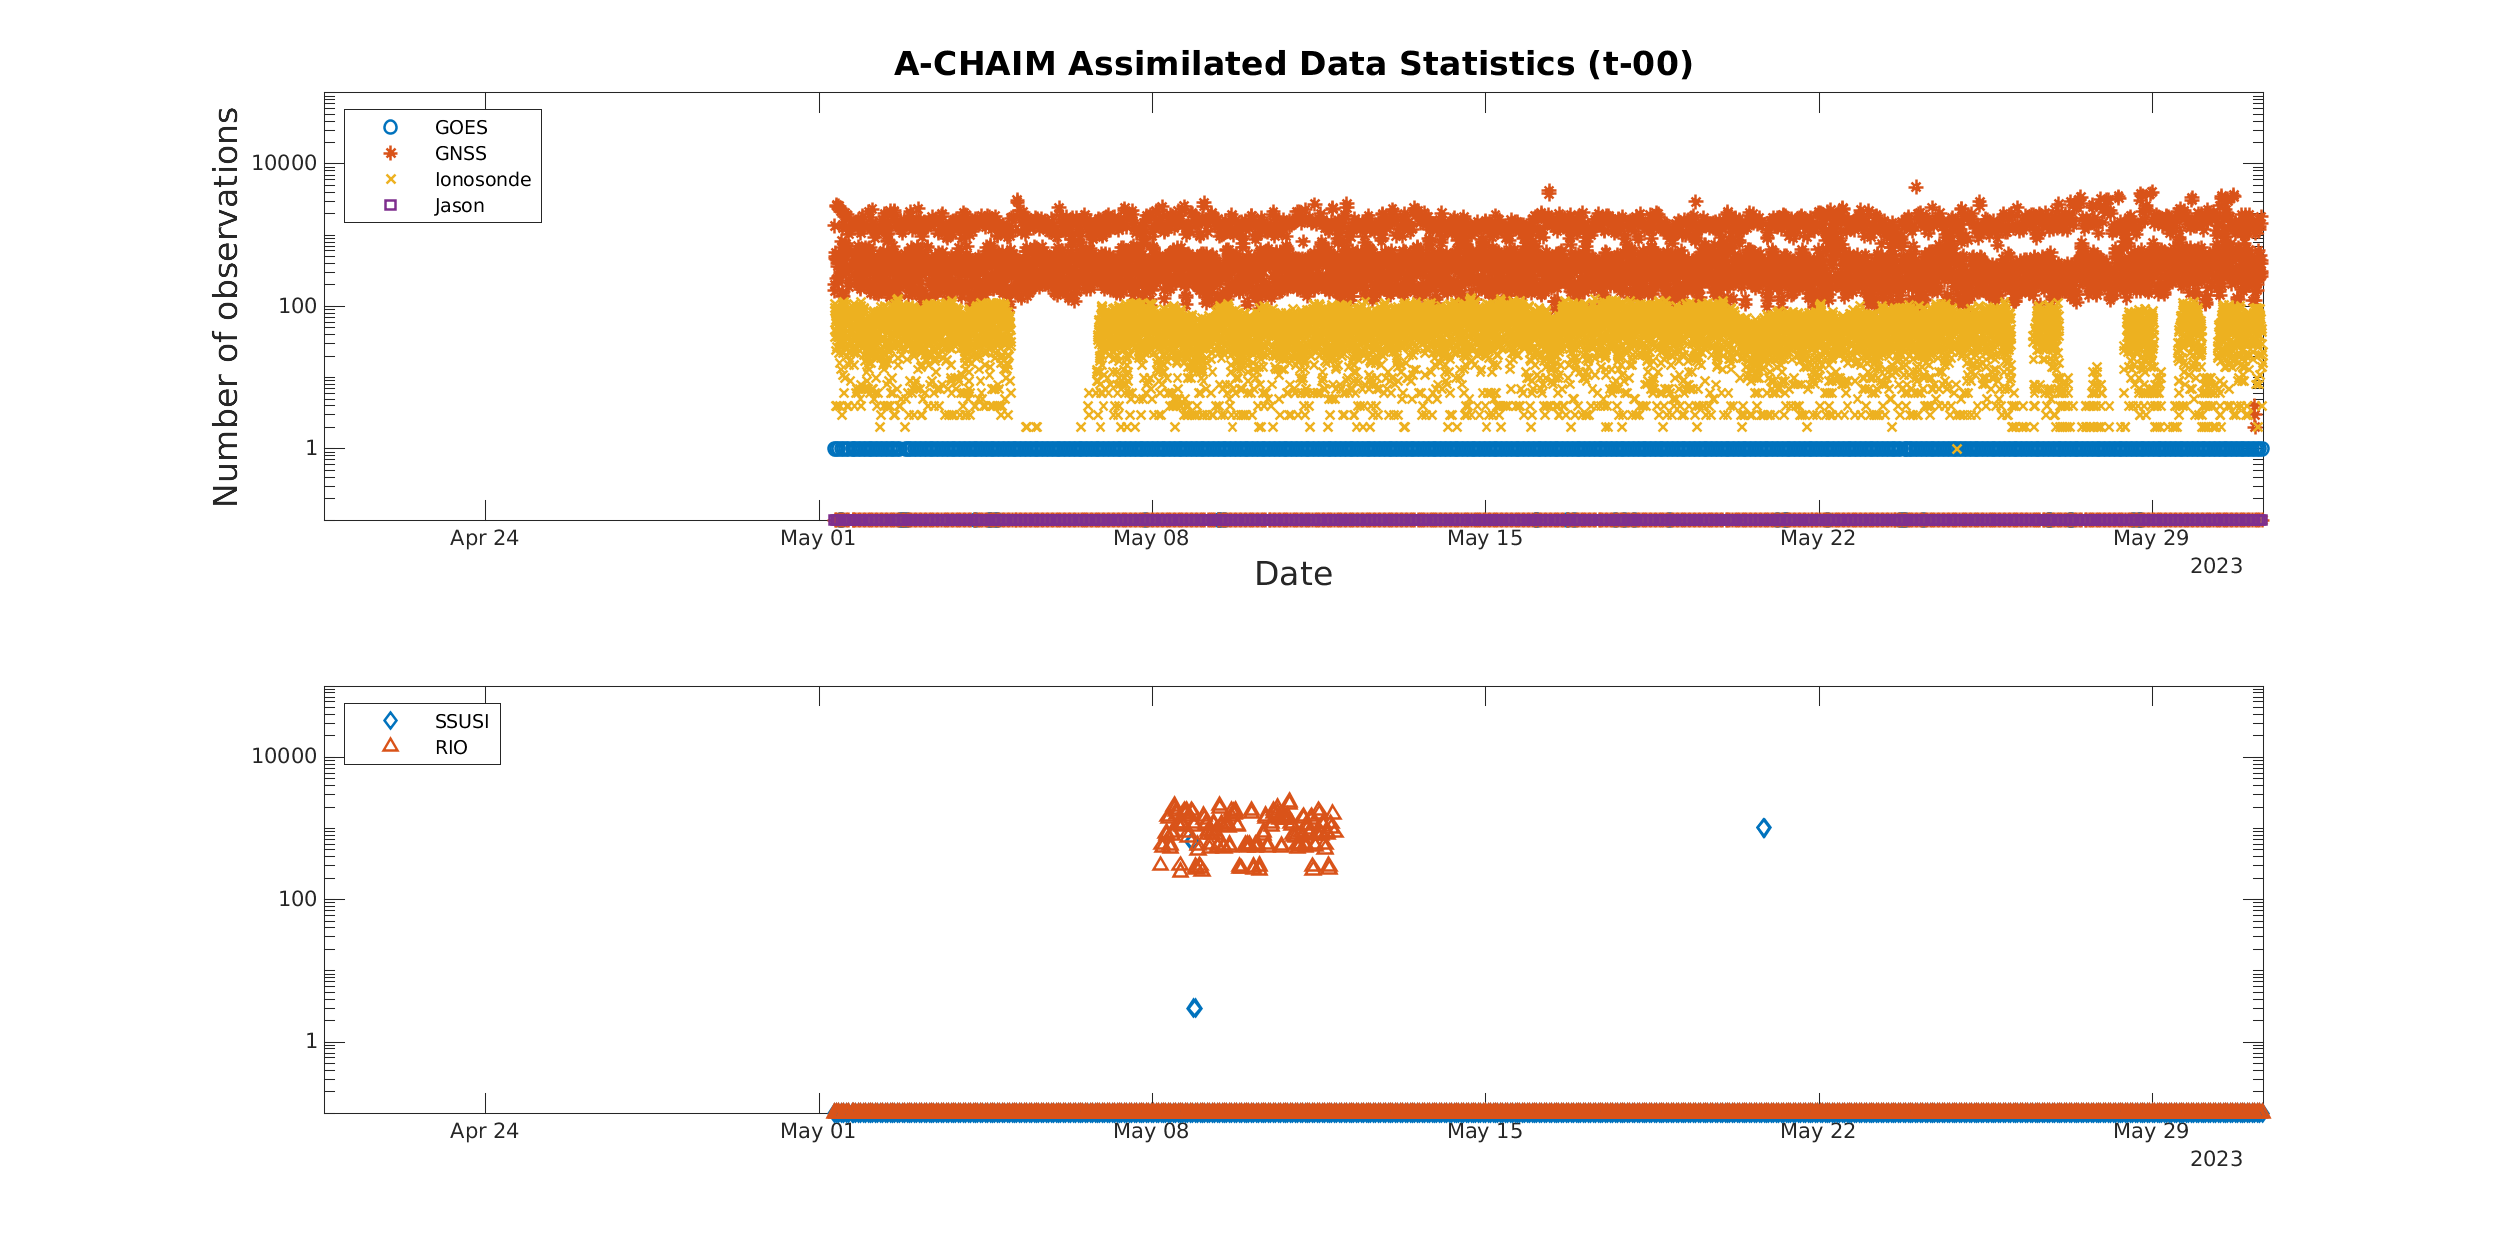 A-CHAIM Assimilated Data Statistics (t-00)
Number of observations
GOES
GNSS
Ionosonde
Jason
10000
100
1
Apr 24 May 01 May 08 May 15 May 22 May 29
2023
Date
SSUSI
RIO
10000
100
1
Apr 24 May 01 May 08 May 15 May 22 May 29
2023